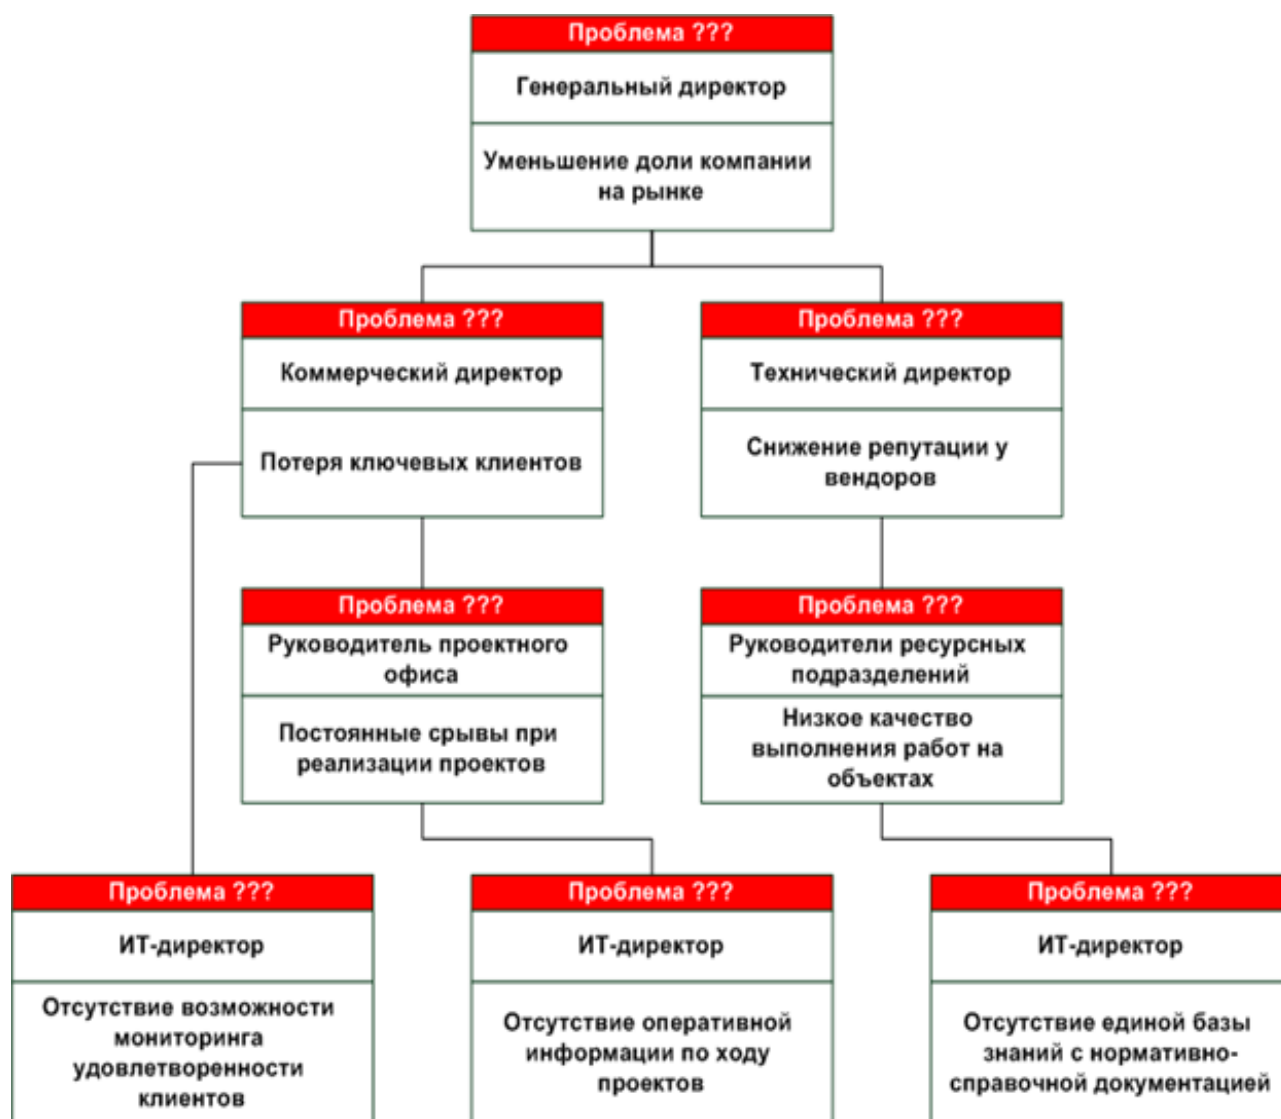 Проблема ???
Генеральный директор
Уменьшение доли компании
на рынке
Проблема ???
Коммерческий директор
Потеря ключевых клиентов
Проблема ???
Технический директор
Снижение репутации у
вендоров
Проблема ???
Руководитель проектного
офиса
Постоянные срывы при
реализации проектов
Проблема ???
Руководители ресурсных
подразделений
Низкое качество
выполнения работ на
объектах
Проблема ???
ИТ-директор
Отсутствие возможности
мониторинга
удовлетворенности
клиентов
Проблема ???
ИТ-директор
Отсутствие оперативной
информации по ходу
проектов
Проблема ???
ИТ-директор
Отсутствие единой базы
знаний с нормативно-
справочной документацией